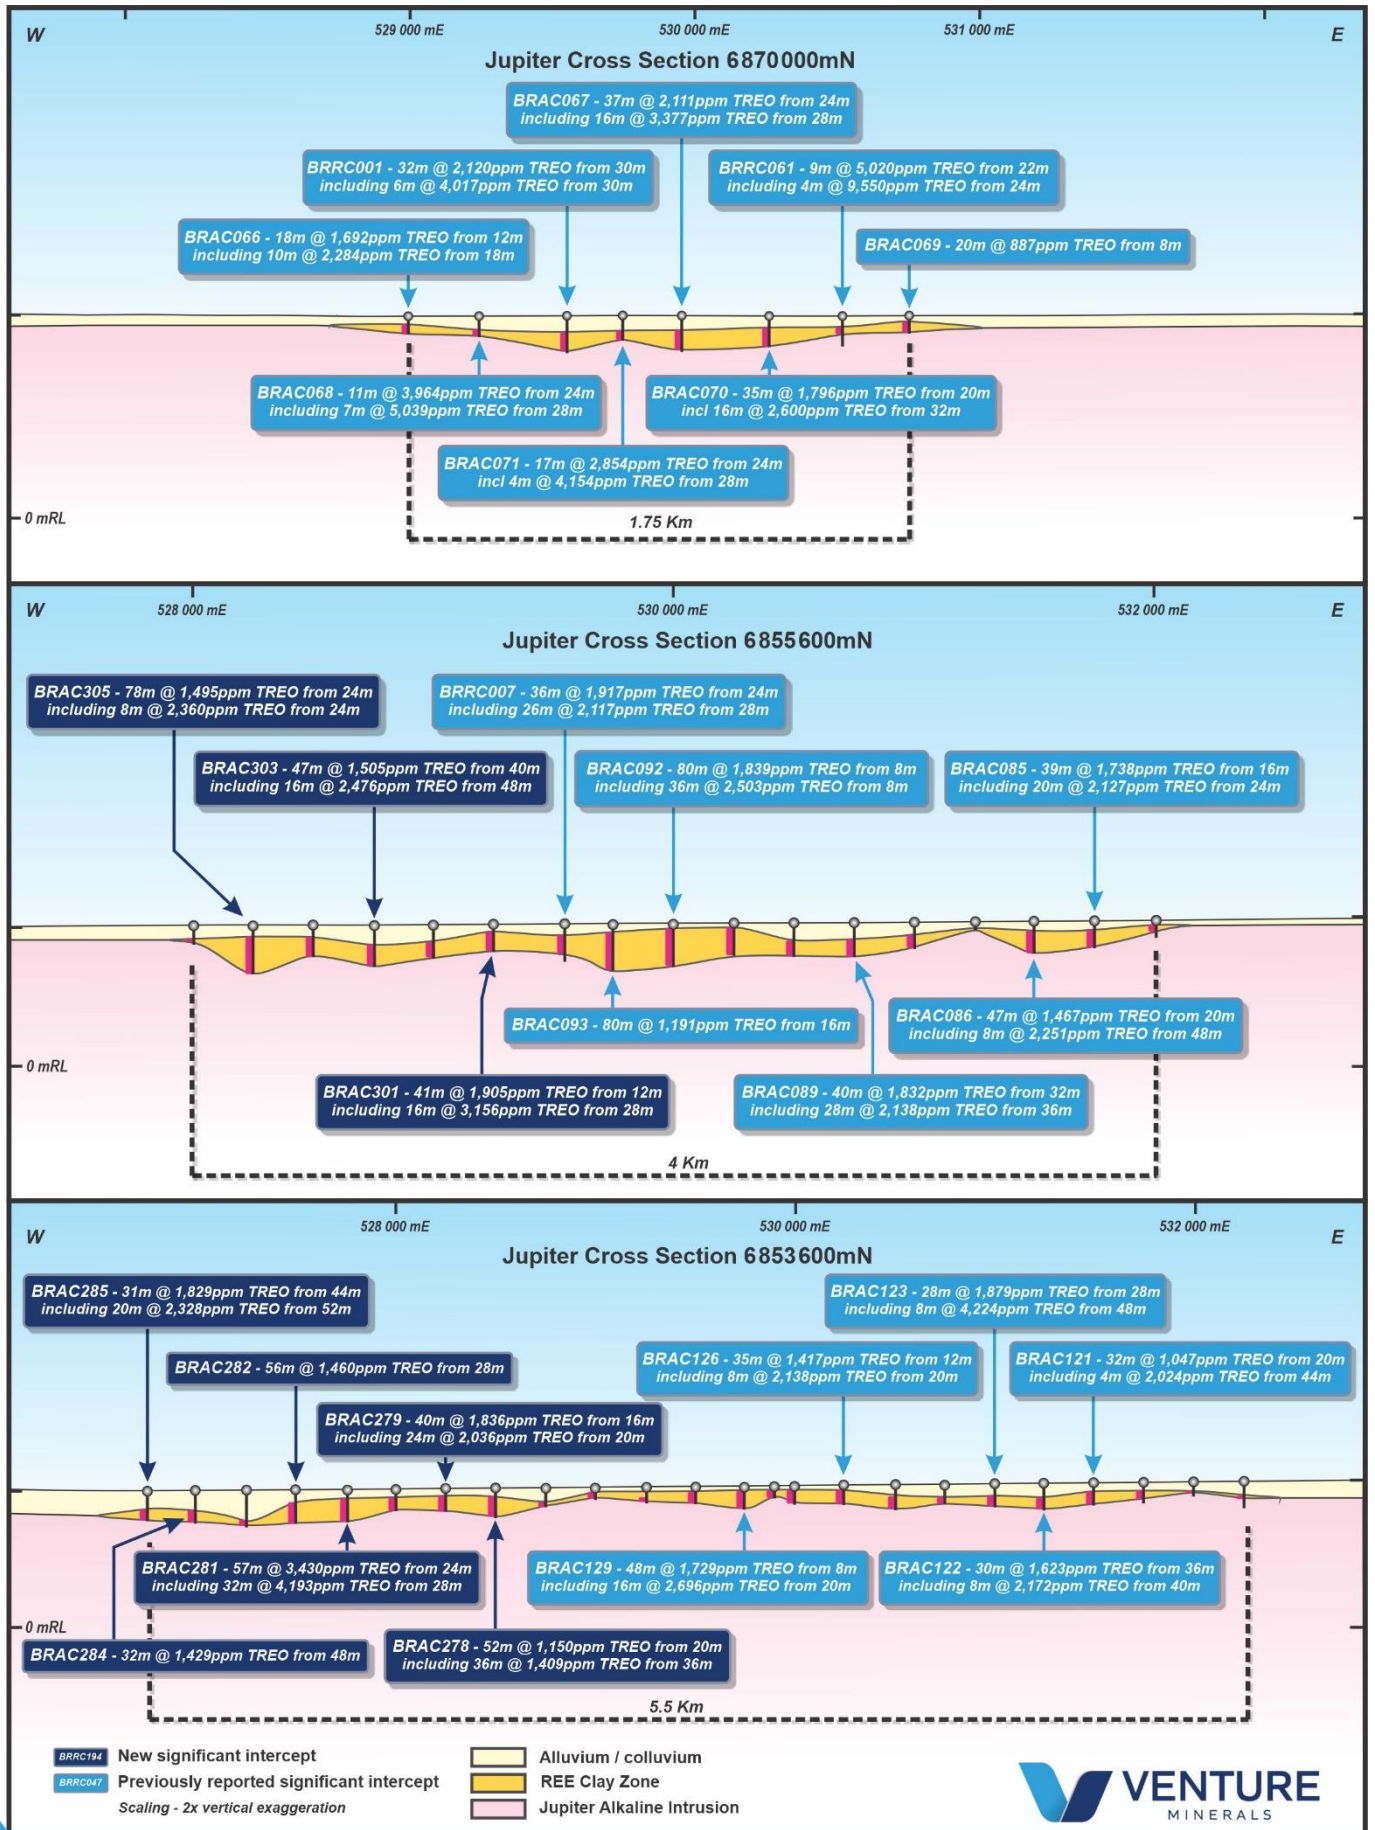 W
529 000 mE
530 000 mE
531 000 mE
E
Jupiter Cross Section 6870000mN
BRAC067 - 37m @ 2,111ppm TREO from 24m
including 16m @ 3,377ppm TREO from 28m
BRRC001 - 32m @ 2,120ppm TREO from 30m
including 6m @ 4,017ppm TREO from 30m
BRRC061 - 9m @ 5,020ppm TREO from 22m
including 4m @ 9,550ppm TREO from 24m
BRAC066 - 18m @ 1,692ppm TREO from 12m
including 10m @ 2,284ppm TREO from 18m
BRAC069 - 20m @ 887ppm TREO from 8m
BRAC068 - 11m @ 3,964ppm TREO from 24m
including 7m @ 5,039ppm TREO from 28m
BRAC070 - 35m @ 1,796ppm TREO from 20m
incl 16m @ 2,600ppm TREO from 32m
BRAC071 - 17m @ 2,854ppm TREO from 24m
incl 4m @ 4,154ppm TREO from 28m
0 mRL
1.75 Km
W
528 000 mE
530 000 mE
532 000 mE
E
Jupiter Cross Section 6855600mN
BRAC305 - 78m @ 1,495ppm TREO from 24m
including 8m @ 2,360ppm TREO from 24m
BRRC007 - 36m @ 1,917ppm TREO from 24m
including 26m @ 2,117ppm TREO from 28m
BRAC303 - 47m @ 1,505ppm TREO from 40m
including 16m @ 2,476ppm TREO from 48m
BRAC092 - 80m @ 1,839ppm TREO from 8m
including 36m @ 2,503ppm TREO from 8m
BRAC085 - 39m @ 1,738ppm TREO from 16m
including 20m @ 2,127ppm TREO from 24m
BRAC093 - 80m @ 1,191ppm TREO from 16m
BRAC086 - 47m @ 1,467ppm TREO from 20m
including 8m @ 2,251ppm TREO from 48m
0 mRL
BRAC301 - 41m @ 1,905ppm TREO from 12m
including 16m @ 3,156ppm TREO from 28m
BRAC089 - 40m @ 1,832ppm TREO from 32m
including 28m @ 2,138ppm TREO from 36m
4 Km
W
528 000 mE
530 000 mE
532 000 mE
E
Jupiter Cross Section 6853600mN
BRAC285 - 31m @ 1,829ppm TREO from 44m
including 20m @ 2,328ppm TREO from 52m
BRAC123 - 28m @ 1,879ppm TREO from 28m
including 8m @ 4,224ppm TREO from 48m
BRAC282 - 56m @ 1,460ppm TREO from 28m
BRAC126 - 35m @ 1,417ppm TREO from 12m
including 8m @ 2,138ppm TREO from 20m
BRAC121 - 32m @ 1,047ppm TREO from 20m
including 4m @ 2,024ppm TREO from 44m
BRAC279 - 40m @ 1,836ppm TREO from 16m
including 24m @ 2,036ppm TREO from 20m
BRAC281 - 57m @ 3,430ppm TREO from 24m
including 32m @ 4,193ppm TREO from 28m
BRAC129 - 48m @ 1,729ppm TREO from 8m
including 16m @ 2,696ppm TREO from 20m
BRAC122 - 30m @ 1,623ppm TREO from 36m
including 8m @ 2,172ppm TREO from 40m
0 mRL
BRAC284 - 32m @ 1,429ppm TREO from 48m
BRAC278 - 52m @ 1,150ppm TREO from 20m
including 36m @ 1,409ppm TREO from 36m
5.5 Km
BRRC194 New significant intercept
BRRC047 Previously reported significant intercept
Scaling - 2x vertical exaggeration
Alluvium / colluvium
REE Clay Zone
Jupiter Alkaline Intrusion
VENTURE
MINERALS